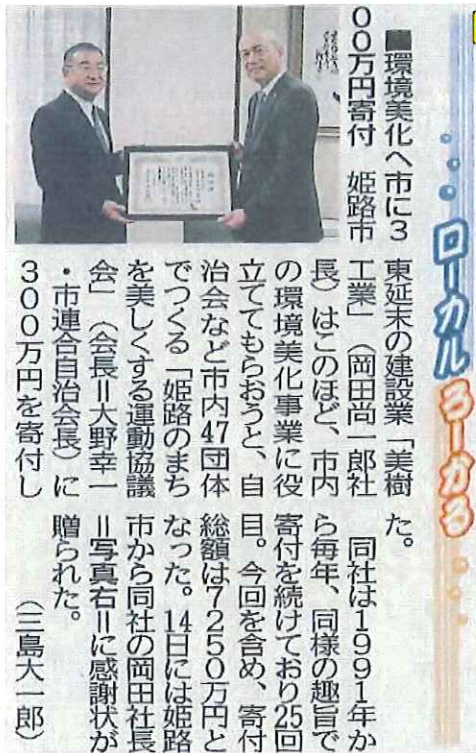 ローカル ろーかる
■環境美化へ市に3
00万円寄付　姫路市
東延末の建設業「美樹
工業」（岡田尚一郎社
長）はこのほど、市内
の環境美化事業に役
立ててもらおうと、自
治会など市内47団体
でつくる「姫路のまち
を美しくする運動協議
会」（会長＝大野幸一
・市連合自治会長）に
300万円を寄付し
た。
同社は1991年か
ら毎年、同様の趣旨で
寄付を続けており25回
目。今回を含め、寄付
総額は7250万円と
なった。14日には姫路
市から同社の岡田社長
＝写真右＝に感謝状が
贈られた。
（三島大一郎）